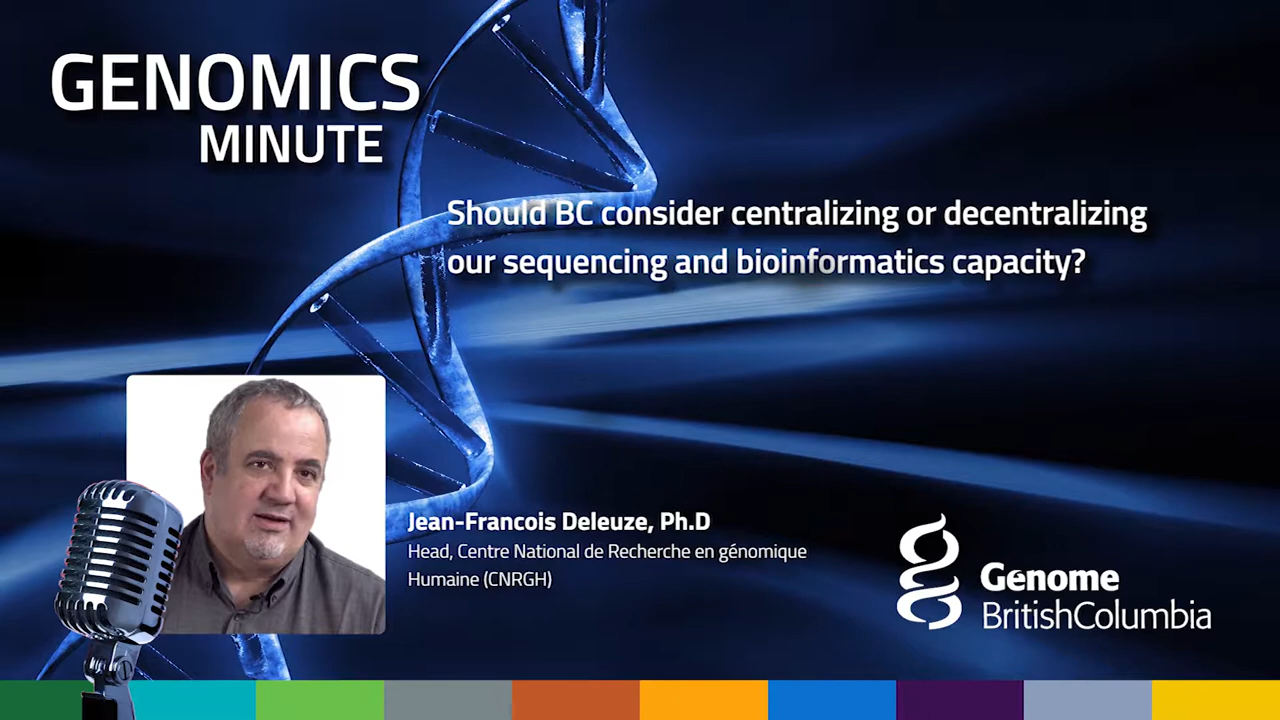 GENOMICS
MINUTE
Should BC consider centralizing or decentralizing
our sequencing and bioinformatics capacity?
Jean-Francois Deleuze, Ph.D
Head, Centre National de Recherche en génomique
Humaine (CNRGH)
Genome
BritishColumbia